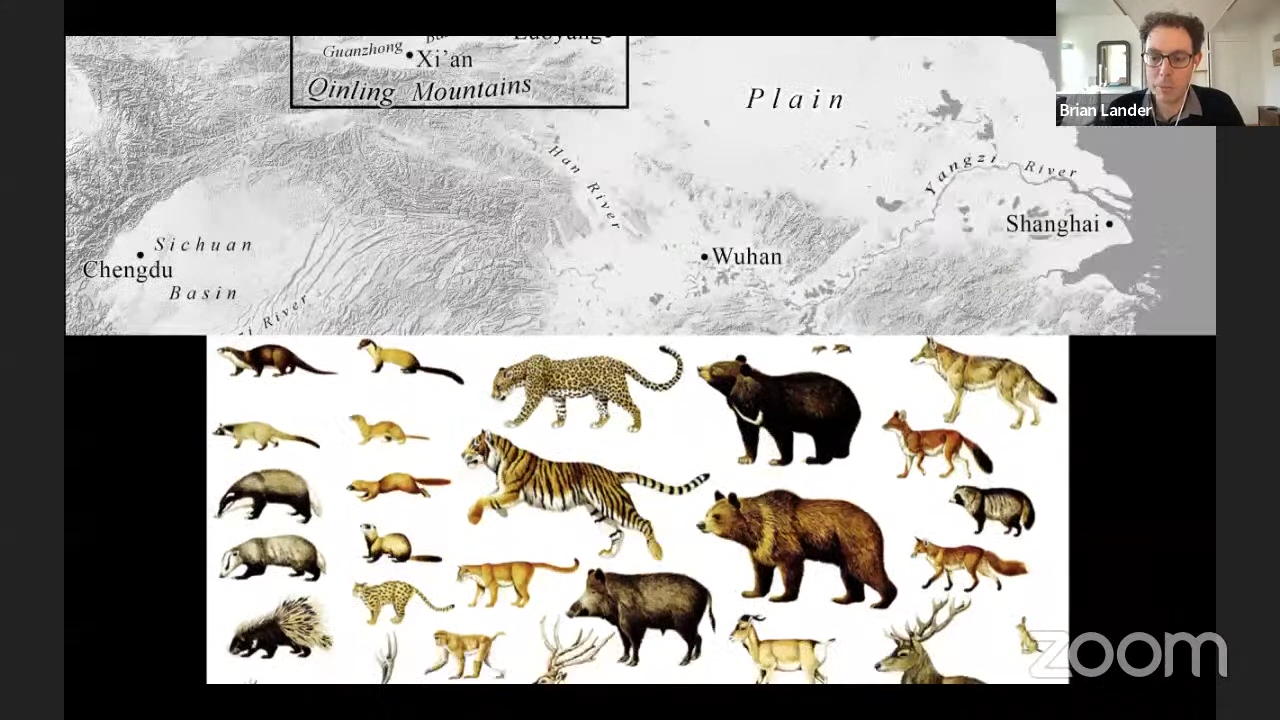 Guanzhong
Xi'an
Qinling Mountains
Plain
Brian Lander
Han River
Yangzi River
Shanghai
Sichuan
Chengdu
Basin
Wuhan
River
zoom